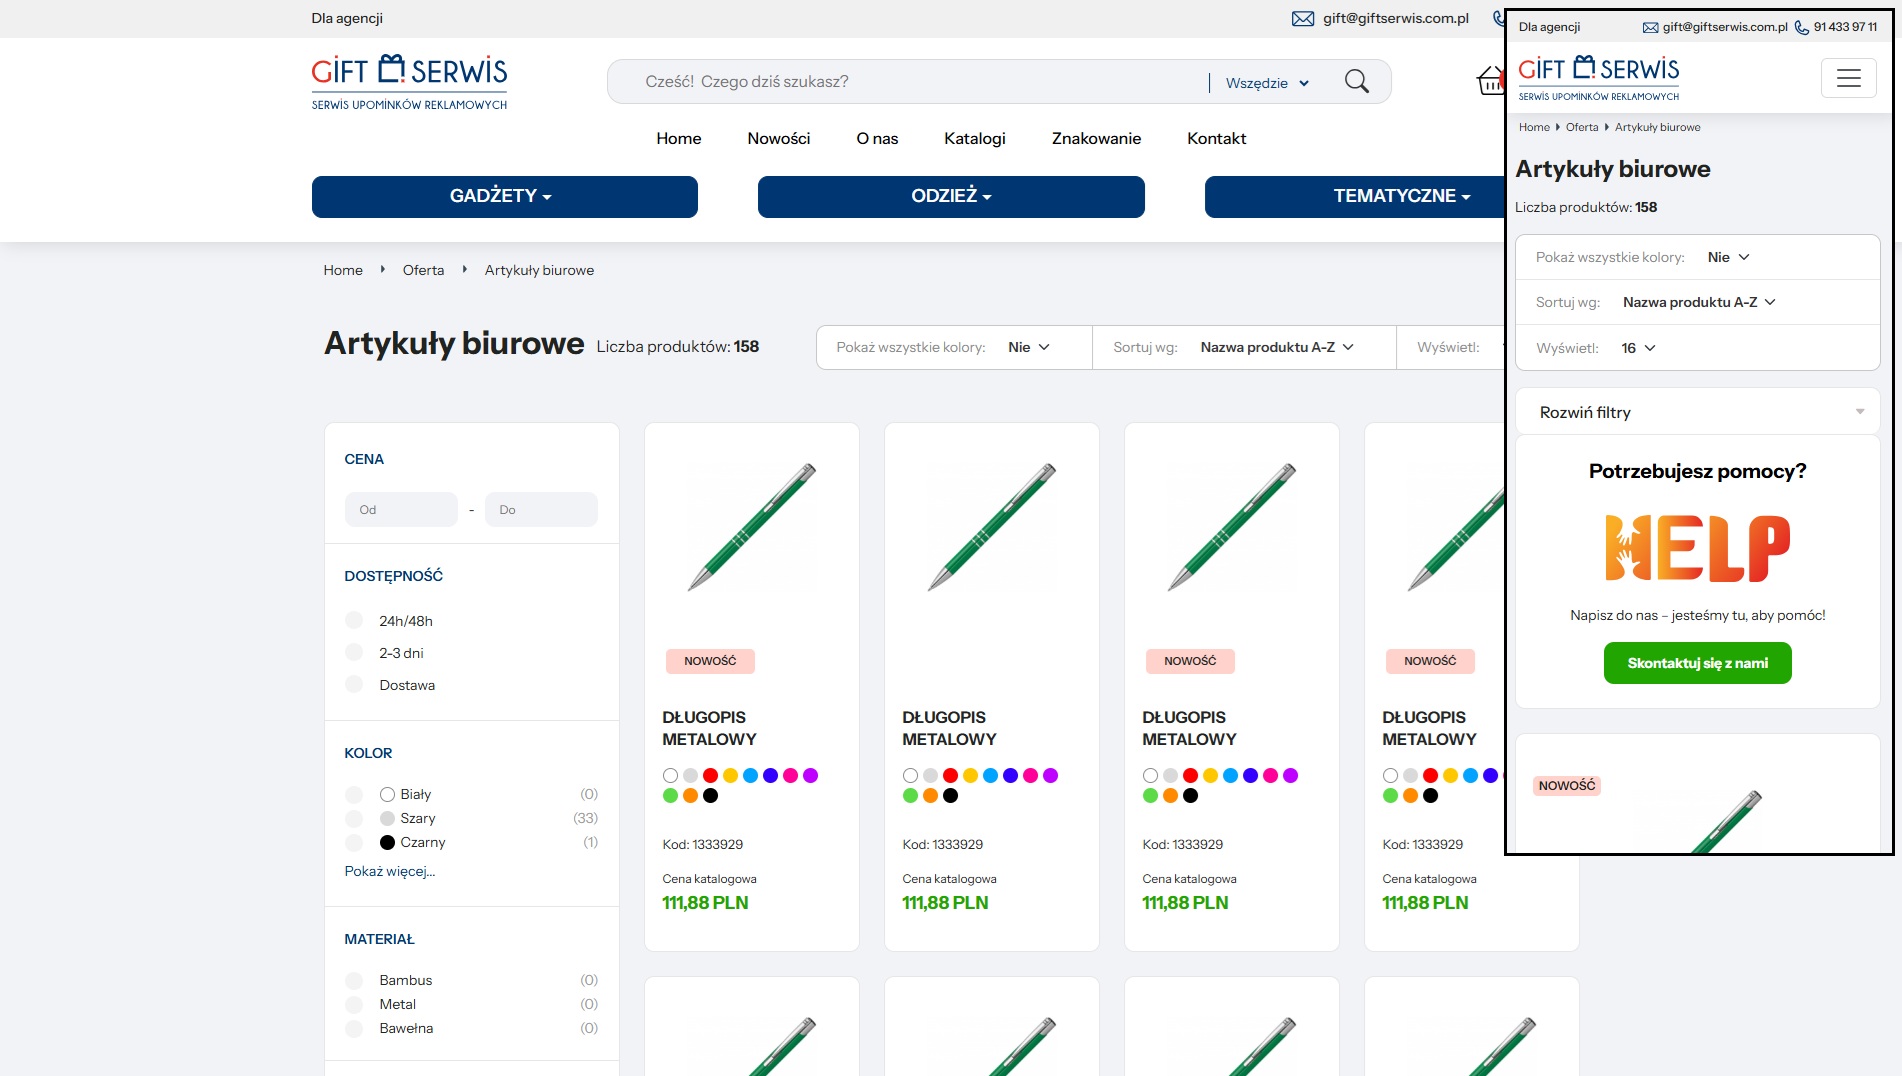 Dla agencji
gift@giftserwis.com.pl
GiFT SERWiS
SERWIS UPOMINKÓW REKLAMOWYCH
Cześć! Czego dziś szukasz?
Wszędzie
Home Nowości O nas Katalogi Znakowanie Kontakt
GADŻETY ODZIEŻ TEMATYCZNE
Home Oferta Artykuły biurowe
Artykuły biurowe Liczba produktów: 158
Pokaż wszystkie kolory: Nie Sortuj wg: Nazwa produktu A-Z Wyświetl:
CENA
Od - Do
DOSTĘPNOŚĆ
24h/48h
2-3 dni
Dostawa
KOLOR
Biały (0)
Szary (33)
Czarny (1)
Pokaż więcej...
MATERIAŁ
Bambus (0)
Metal (0)
Bawełna (0)
NOWOŚĆ
DŁUGOPIS
METALOWY
Kod: 1333929
Cena katalogowa
111,88 PLN
DŁUGOPIS
METALOWY
Kod: 1333929
Cena katalogowa
111,88 PLN
NOWOŚĆ
DŁUGOPIS
METALOWY
Kod: 1333929
Cena katalogowa
111,88 PLN
NOWOŚĆ
DŁUGOPIS
METALOWY
Kod: 1333929
Cena katalogowa
111,88 PLN
Dla agencji gift@giftserwis.com.pl 91 433 97 11
GiFT SERWiS
SERWIS UPOMINKÓW REKLAMOWYCH
Home Oferta Artykuły biurowe
Artykuły biurowe
Liczba produktów: 158
Pokaż wszystkie kolory: Nie
Sortuj wg: Nazwa produktu A-Z
Wyświetl: 16
Rozwiń filtry
Potrzebujesz pomocy?
HELP
Napisz do nas – jesteśmy tu, aby pomóc!
Skontaktuj się z nami
NOWOŚĆ